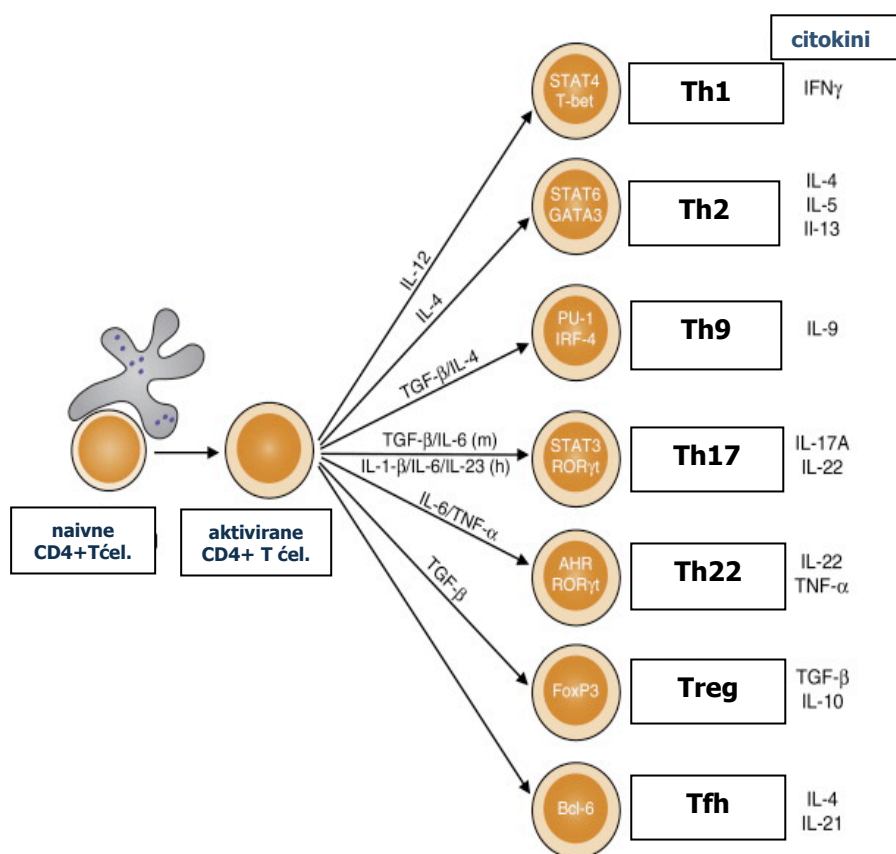 citokini
STAT4
T-bet
Th1
IFNγ
IL-12
STAT6
GATA3
Th2
IL-4
IL-5
Il-13
IL-4
PU-1
IRF-4
Th9
IL-9
TGF-β/IL-4
TGF-β/IL-6 (m)
IL-1-β/IL-6/IL-23 (h)
STAT3
RORγt
Th17
IL-17A
IL-22
naivne
CD4+Tćel.
aktivirane
CD4+ T ćel.
IL-6/TNF-α
AHR
RORγt
Th22
IL-22
TNF-α
TGF-β
FoxP3
Treg
TGF-β
IL-10
Bcl-6
Tfh
IL-4
IL-21